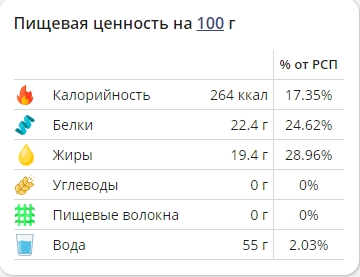 Пищевая ценность на 100 г
% от РСП
Калорийность 264 ккал 17.35%
Белки 22.4 г 24.62%
Жиры 19.4 г 28.96%
Углеводы 0 г 0%
Пищевые волокна 0 г 0%
Вода 55 г 2.03%